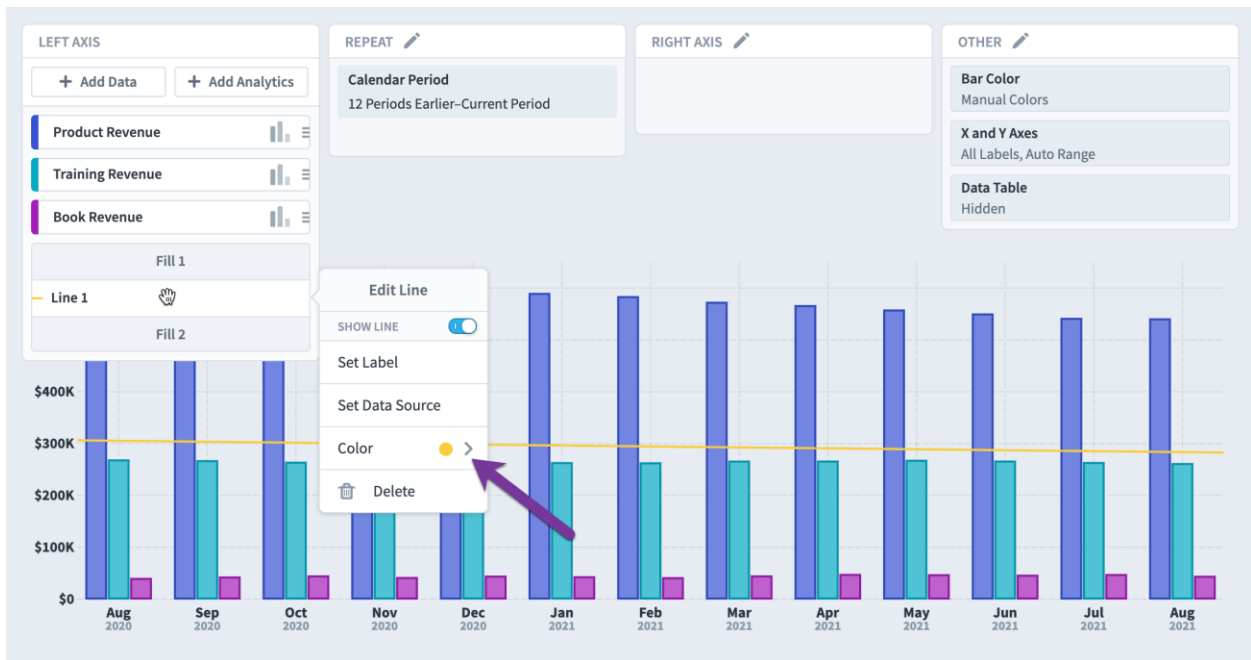 LEFT AXIS
Add Data
Add Analytics
Product Revenue
Training Revenue
Book Revenue
Fill 1
Line 1
Fill 2
REPEAT
Calendar Period
12 Periods Earlier–Current Period
RIGHT AXIS
OTHER
Bar Color
Manual Colors
X and Y Axes
All Labels, Auto Range
Data Table
Hidden
Edit Line
SHOW LINE
Set Label
Set Data Source
Color
Delete
$400K
$300K
$200K
$100K
$0
Aug Sep Oct Nov Dec Jan Feb Mar Apr May Jun Jul Aug
2020 2020 2020 2020 2020 2021 2021 2021 2021 2021 2021 2021 2021